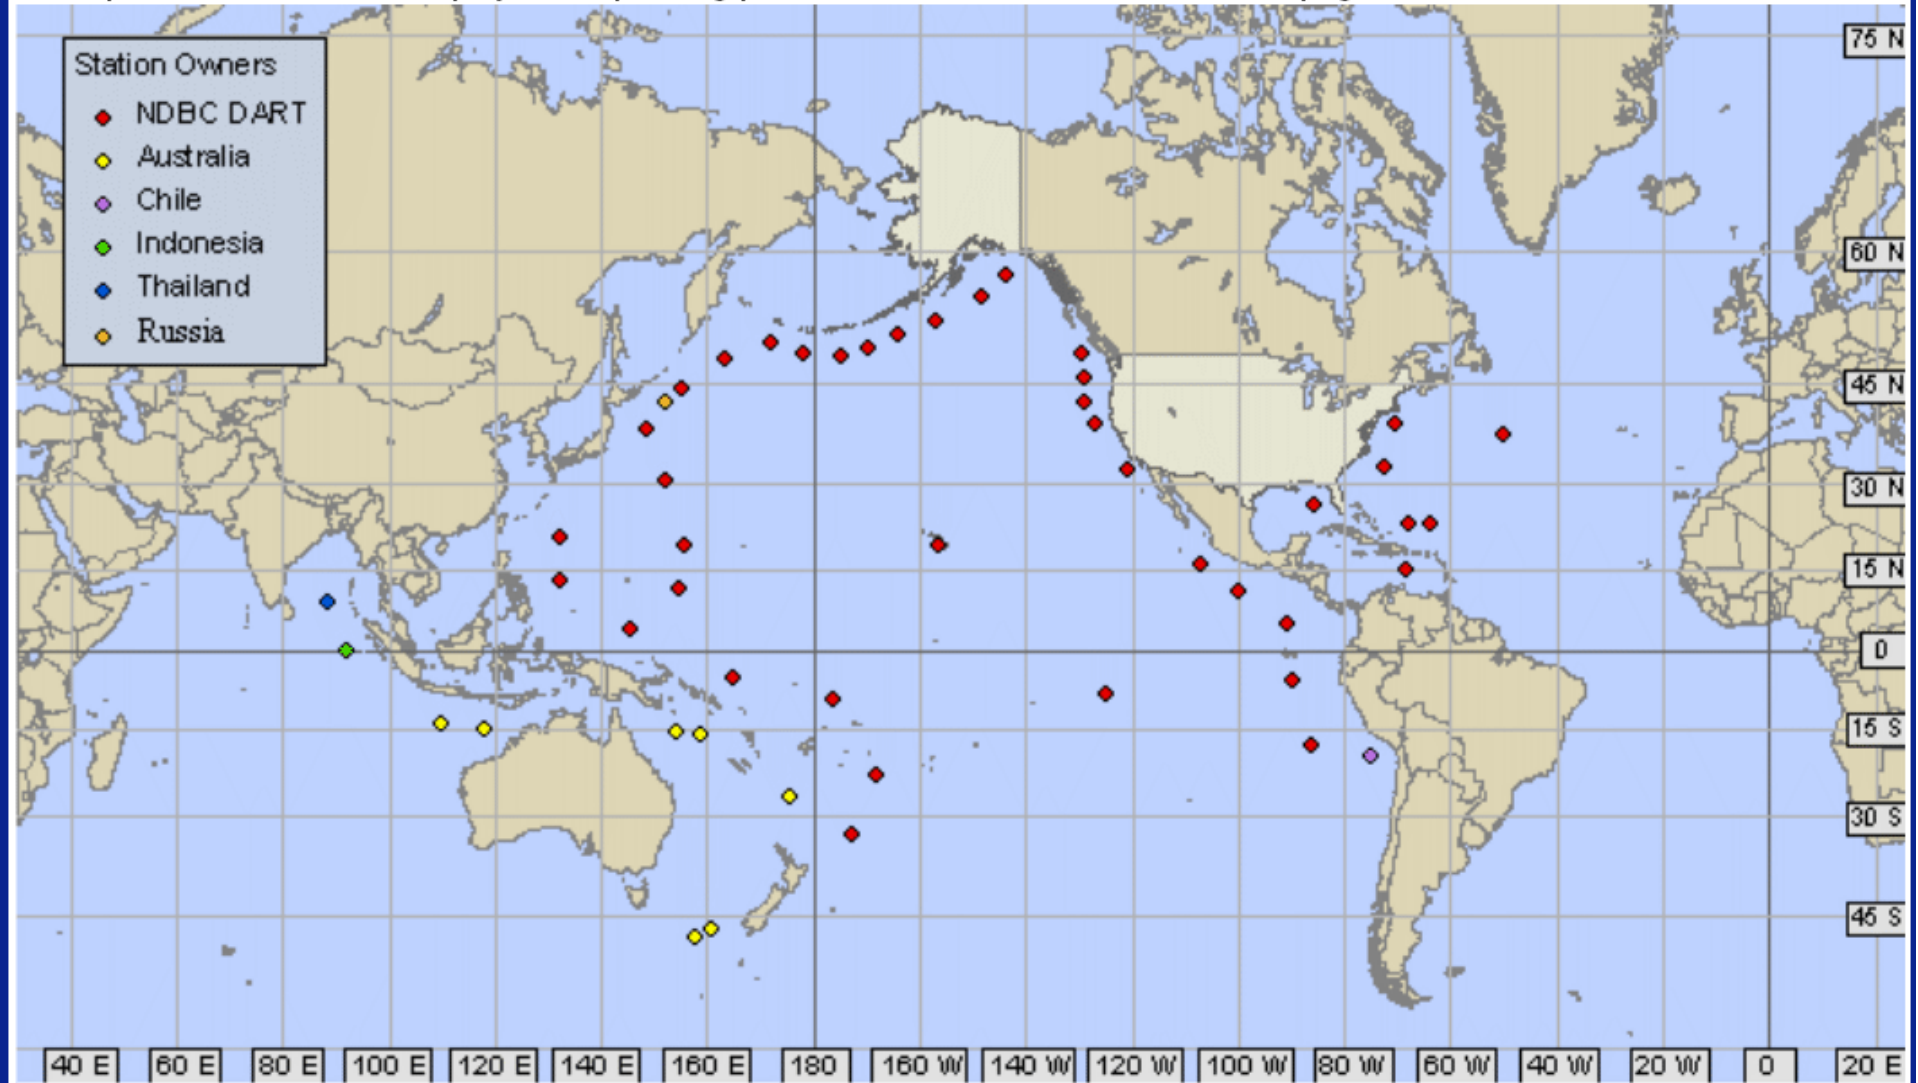 Station Owners
NDBC DART
Australia
Chile
Indonesia
Thailand
Russia
75 N
60 N
45 N
30 N
15 N
0
15 S
30 S
45 S
40 E
60 E
80 E
100 E
120 E
140 E
160 E
180
160 W
140 W
120 W
100 W
80 W
60 W
40 W
20 W
0
20 E